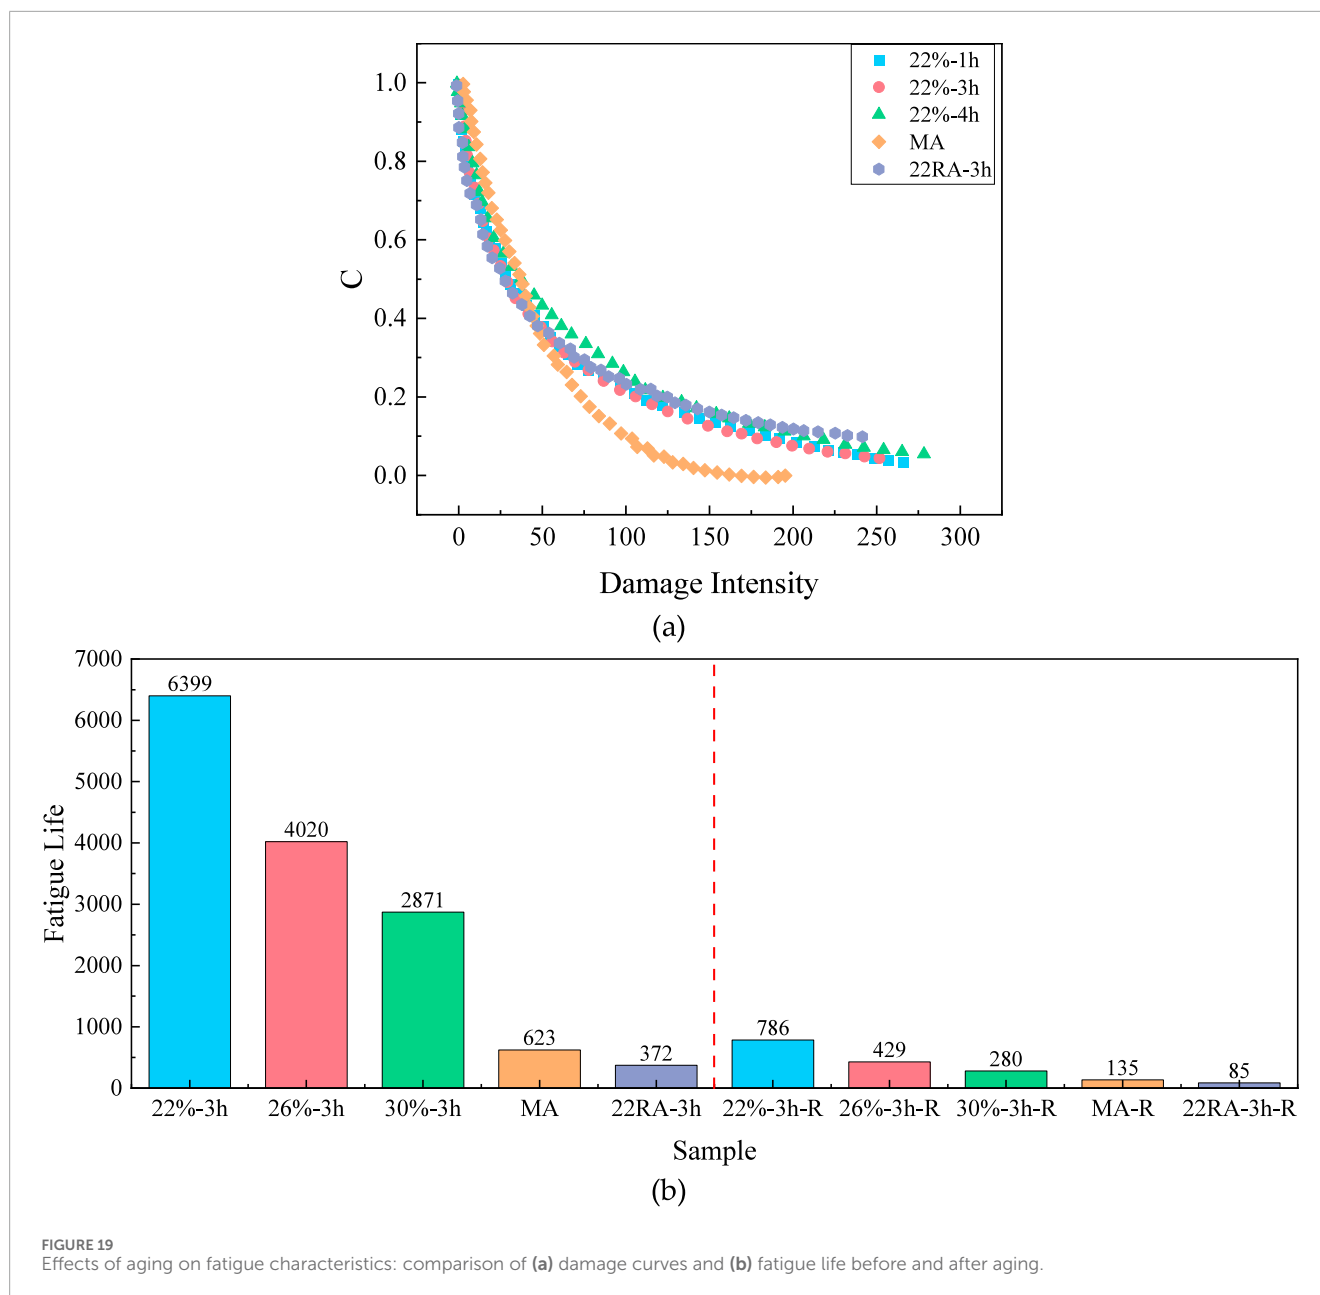 22%-1h
22%-3h
22%-4h
MA
22RA-3h
1.0
0.8
0.6
0.4
0.2
0.0
C
0 50 100 150 200 250 300
Damage Intensity
(a)
7000
6000
5000
4000
3000
2000
1000
0
Fatigue Life
6399
4020
2871
623
372
786
429
280
135
85
22%-3h 26%-3h 30%-3h MA 22RA-3h 22%-3h-R 26%-3h-R 30%-3h-R MA-R 22RA-3h-R
Sample
(b)
FIGURE 19
Effects of aging on fatigue characteristics: comparison of (a) damage curves and (b) fatigue life before and after aging.